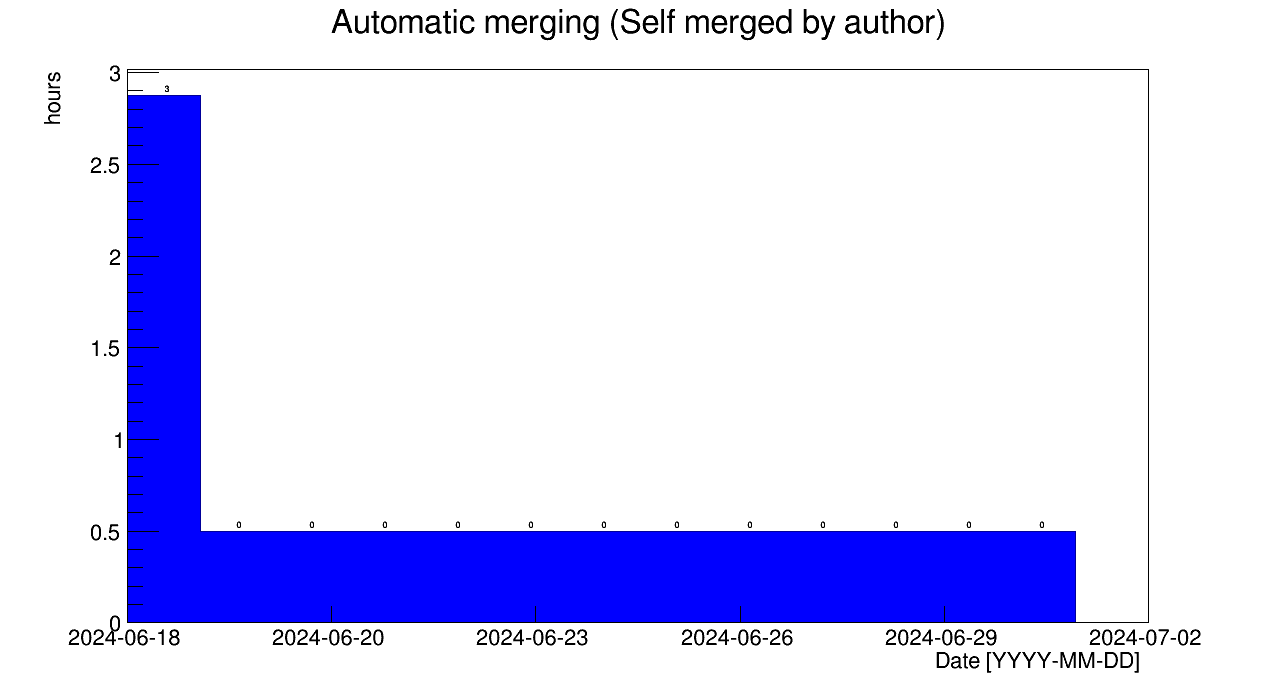 Automatic merging (Self merged by author)
hours
3
2.5
2
1.5
1
0.5
0
3
0 0 0 0 0 0 0 0 0 0 0 0
2024-06-18 2024-06-20 2024-06-23 2024-06-26 2024-06-29 2024-07-02
Date [YYYY-MM-DD]